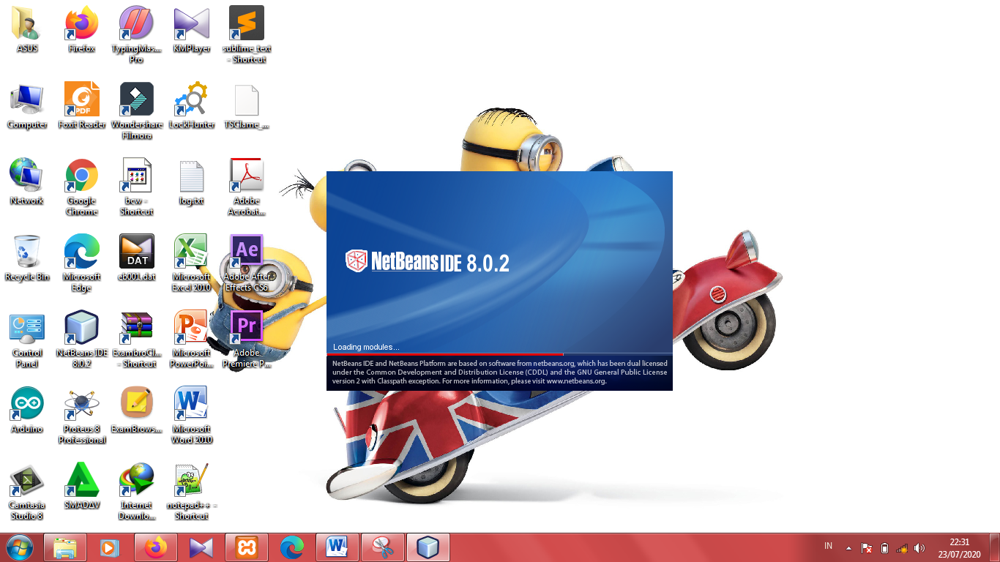 ASUS
Firefox
TypingMas...
Pro
KMPlayer
sublime_text
- Shortcut
Computer
PDF
Foxit Reader
Wondershare
Filmora
LockHunter
TSClame_...
Network
Google
Chrome
bcw -
Shortcut
log.txt
Adobe
Acrobat...
Recycle Bin
Microsoft
Edge
DAT
eb001.dat
Microsoft
Excel 2010
Ae
Adobe After
Effects CS6
Control
Panel
NetBeans IDE
8.0.2
ExambroCl...
- Shortcut
Microsoft
PowerPoi...
Pr
Adobe
Premiere P...
Arduino
Proteus 8
Professional
ExamBrows...
Microsoft
Word 2010
Camtasia
Studio 8
SMADΔV
Internet
Downlo...
notepad++ -
Shortcut
NetBeans IDE 8.0.2
Loading modules...
NetBeans IDE and NetBeans Platform are based on software from netbeans.org, which has been dual licensed
under the Common Development and Distribution License (CDDL) and the GNU General Public License
version 2 with Classpath exception. For more information, please visit www.netbeans.org.
IN
22:31
23/07/2020